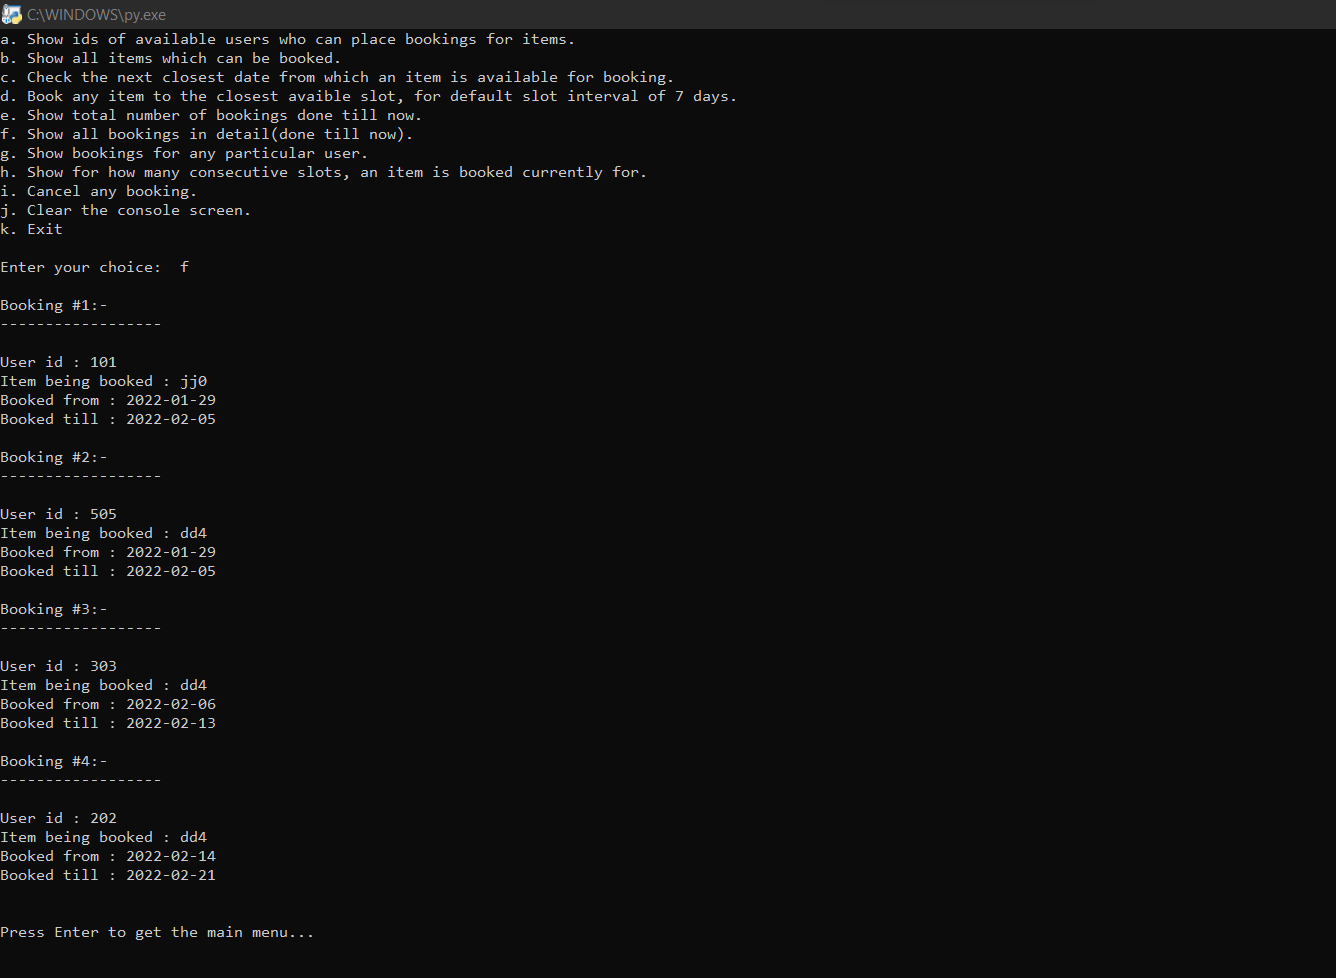 C:\WINDOWS\py.exe
a. Show ids of available users who can place bookings for items.
b. Show all items which can be booked.
c. Check the next closest date from which an item is available for booking.
d. Book any item to the closest avaible slot, for default slot interval of 7 days.
e. Show total number of bookings done till now.
f. Show all bookings in detail(done till now).
g. Show bookings for any particular user.
h. Show for how many consecutive slots, an item is booked currently for.
i. Cancel any booking.
j. Clear the console screen.
k. Exit
Enter your choice:  f
Booking #1:-
------------------
User id : 101
Item being booked : jj0
Booked from : 2022-01-29
Booked till : 2022-02-05
Booking #2:-
------------------
User id : 505
Item being booked : dd4
Booked from : 2022-01-29
Booked till : 2022-02-05
Booking #3:-
------------------
User id : 303
Item being booked : dd4
Booked from : 2022-02-06
Booked till : 2022-02-13
Booking #4:-
------------------
User id : 202
Item being booked : dd4
Booked from : 2022-02-14
Booked till : 2022-02-21
Press Enter to get the main menu...